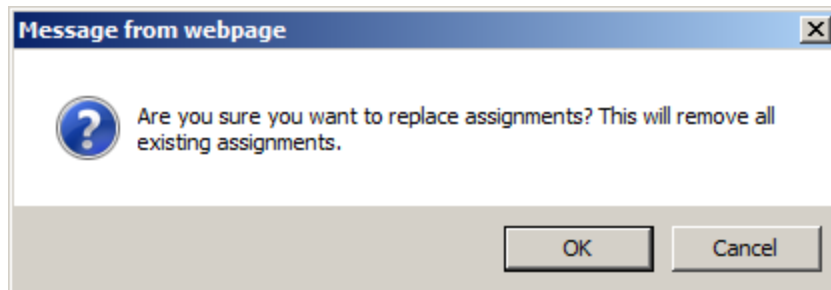 Message from webpage
Are you sure you want to replace assignments? This will remove all
existing assignments.
OK Cancel